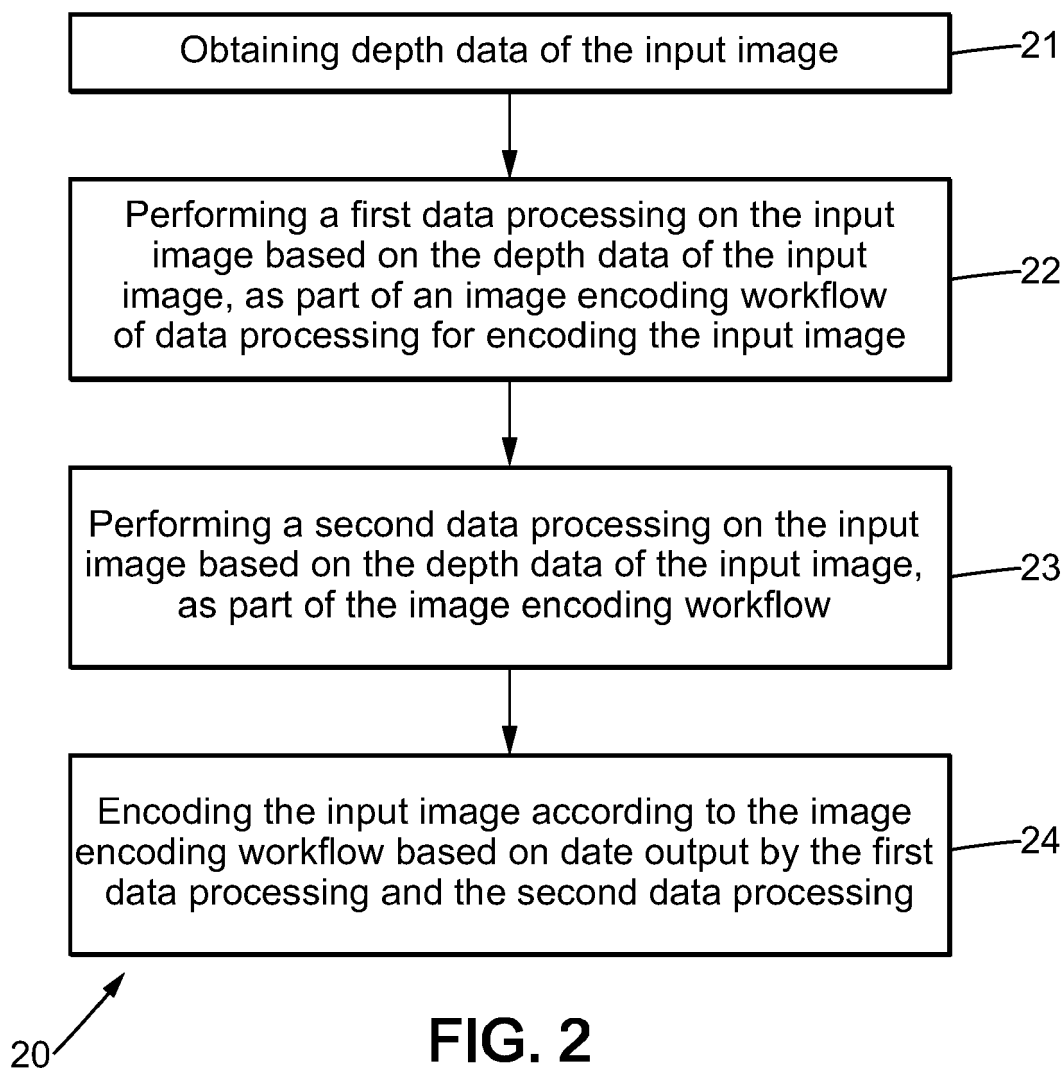 Obtaining depth data of the input image
21
Performing a first data processing on the input
image based on the depth data of the input
image, as part of an image encoding workflow
of data processing for encoding the input image
22
Performing a second data processing on the input
image based on the depth data of the input image,
as part of the image encoding workflow
23
Encoding the input image according to the image
encoding workflow based on date output by the first
data processing and the second data processing
24
20
FIG. 2